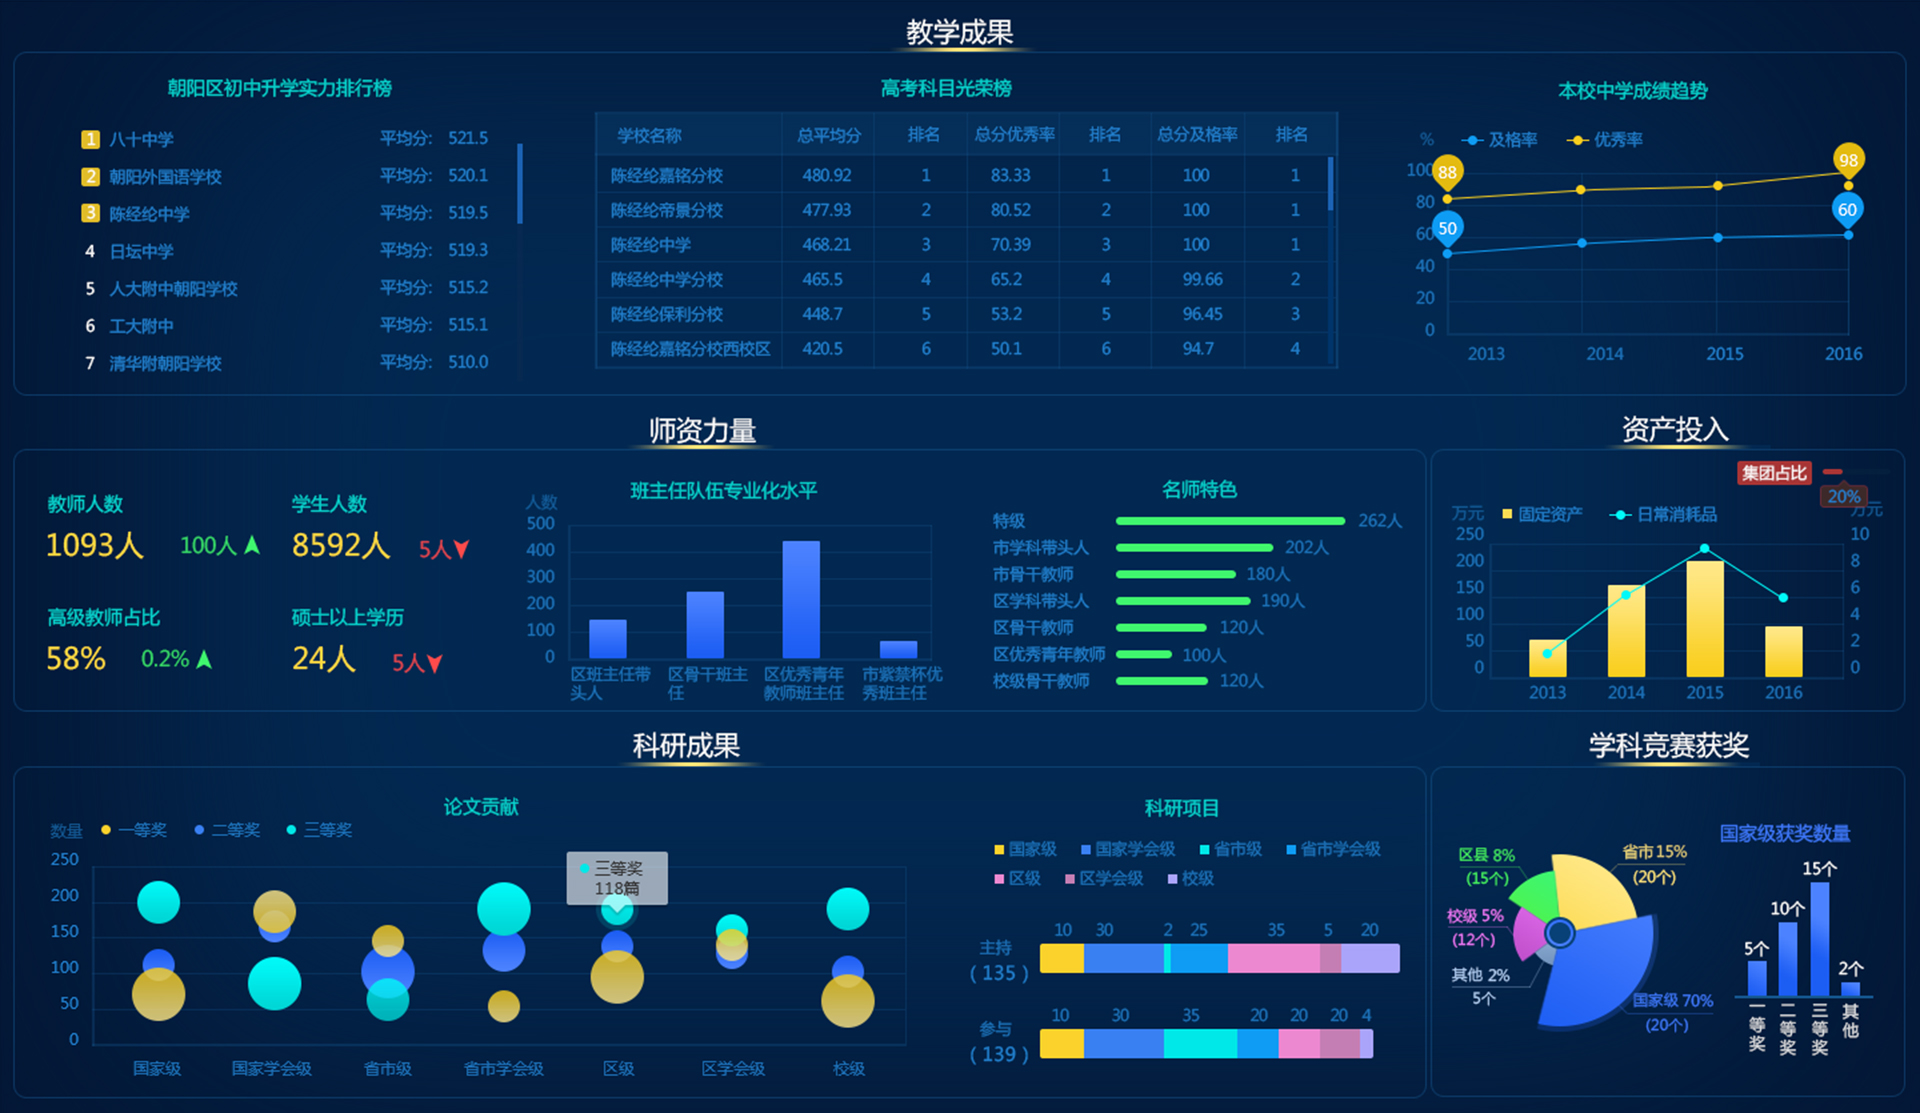 教学成果
朝阳区初中升学实力排行榜
1 八十中学 平均分: 521.5
2 朝阳外国语学校 平均分: 520.1
3 陈经纶中学 平均分: 519.5
4 日坛中学 平均分: 519.3
5 人大附中朝阳学校 平均分: 515.2
6 工大附中 平均分: 515.1
7 清华附朝阳学校 平均分: 510.0
高考科目光荣榜
学校名称 总平均分 排名 总分优秀率 排名 总分及格率 排名
陈经纶嘉铭分校 480.92 1 83.33 1 100 1
陈经纶帝景分校 477.93 2 80.52 2 100 1
陈经纶中学 468.21 3 70.39 3 100 1
陈经纶中学分校 465.5 4 65.2 4 99.66 2
陈经纶保利分校 448.7 5 53.2 5 96.45 3
陈经纶嘉铭分校西校区 420.5 6 50.1 6 94.7 4
本校中学成绩趋势
% 及格率 优秀率
100
80
60
40
20
0
88
98
50
60
2013 2014 2015 2016
师资力量
教师人数
1093人 100人
学生人数
8592人 5人
高级教师占比
58% 0.2%
硕士以上学历
24人 5人
班主任队伍专业化水平
人数
500
400
300
200
100
0
区班主任带
头人
区骨干班主
任
区优秀青年
教师班主任
市紫禁杯优
秀班主任
名师特色
特级 262人
市学科带头人 202人
市骨干教师 180人
区学科带头人 190人
区骨干教师 120人
区优秀青年教师 100人
校级骨干教师 120人
资产投入
集团占比
20%
万元 固定资产 日常消耗品 万元
250
200
150
100
50
0
10
8
6
4
2
0
2013 2014 2015 2016
科研成果
论文贡献
数量 一等奖 二等奖 三等奖
250
200
150
100
50
0
三等奖
118篇
国家级 国家学会级 省市级 省市学会级 区级 区学会级 校级
科研项目
国家级 国家学会级 省市级 省市学会级
区级 区学会级 校级
10 30 2 25 35 5 20
主持
( 135 )
10 30 35 20 20 20 4
参与
( 139 )
学科竞赛获奖
区县 8%
(15个)
省市 15%
(20个)
校级 5%
(12个)
其他 2%
5个
国家级 70%
(20个)
国家级获奖数量
5个
10个
15个
2个
一等奖
二等奖
三等奖
其他